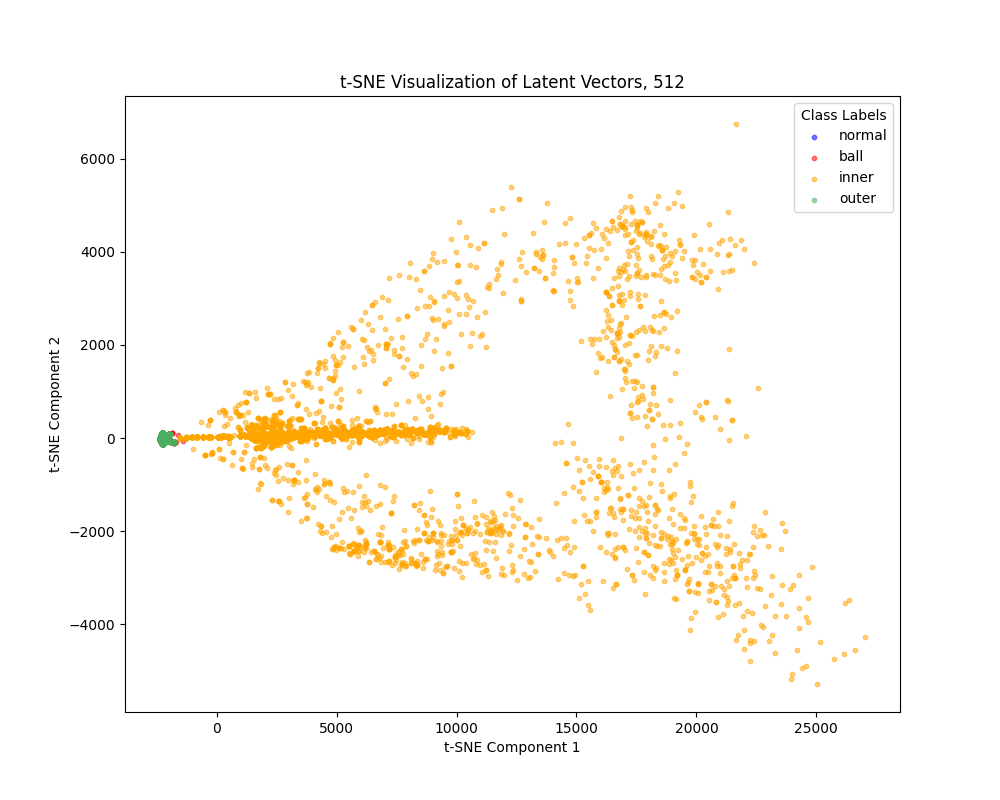 t-SNE Visualization of Latent Vectors, 512
Class Labels
normal
ball
inner
outer
6000
4000
2000
0
−2000
−4000
t-SNE Component 2
0
5000
10000
15000
20000
25000
t-SNE Component 1